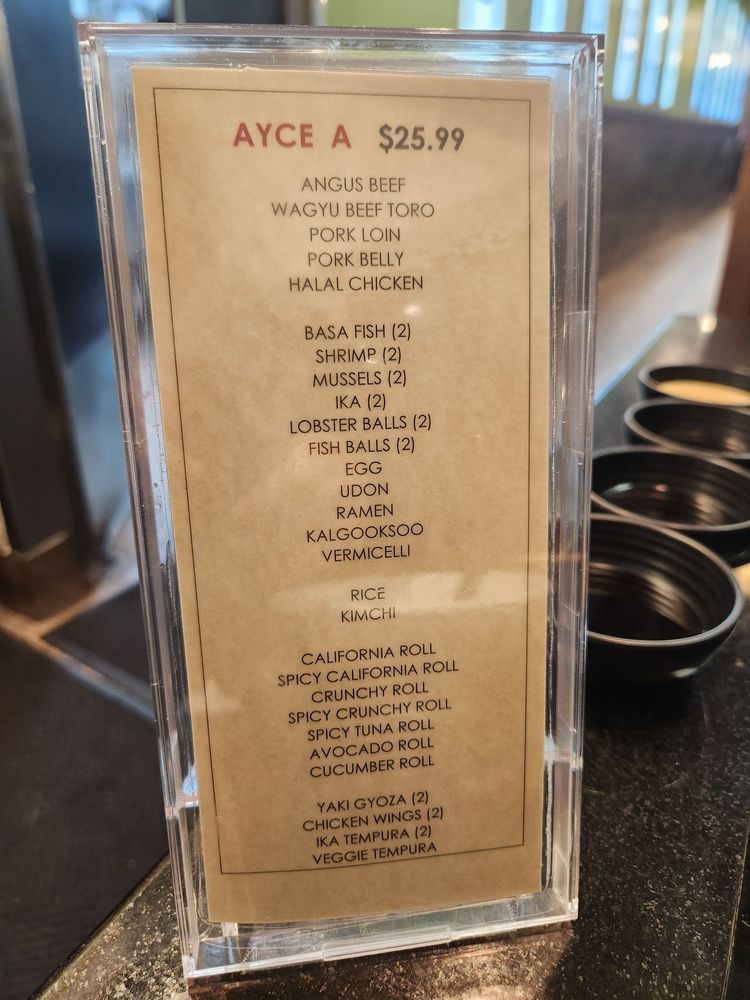 AYCE A $25.99
ANGUS BEEF
WAGYU BEEF TORO
PORK LOIN
PORK BELLY
HALAL CHICKEN
BASA FISH (2)
SHRIMP (2)
MUSSELS (2)
IKA (2)
LOBSTER BALLS (2)
FISH BALLS (2)
EGG
UDON
RAMEN
KALGOOKSOO
VERMICELLI
RICE
KIMCHI
CALIFORNIA ROLL
SPICY CALIFORNIA ROLL
CRUNCHY ROLL
SPICY CRUNCHY ROLL
SPICY TUNA ROLL
AVOCADO ROLL
CUCUMBER ROLL
YAKI GYOZA (2)
CHICKEN WINGS (2)
IKA TEMPURA (2)
VEGGIE TEMPURA